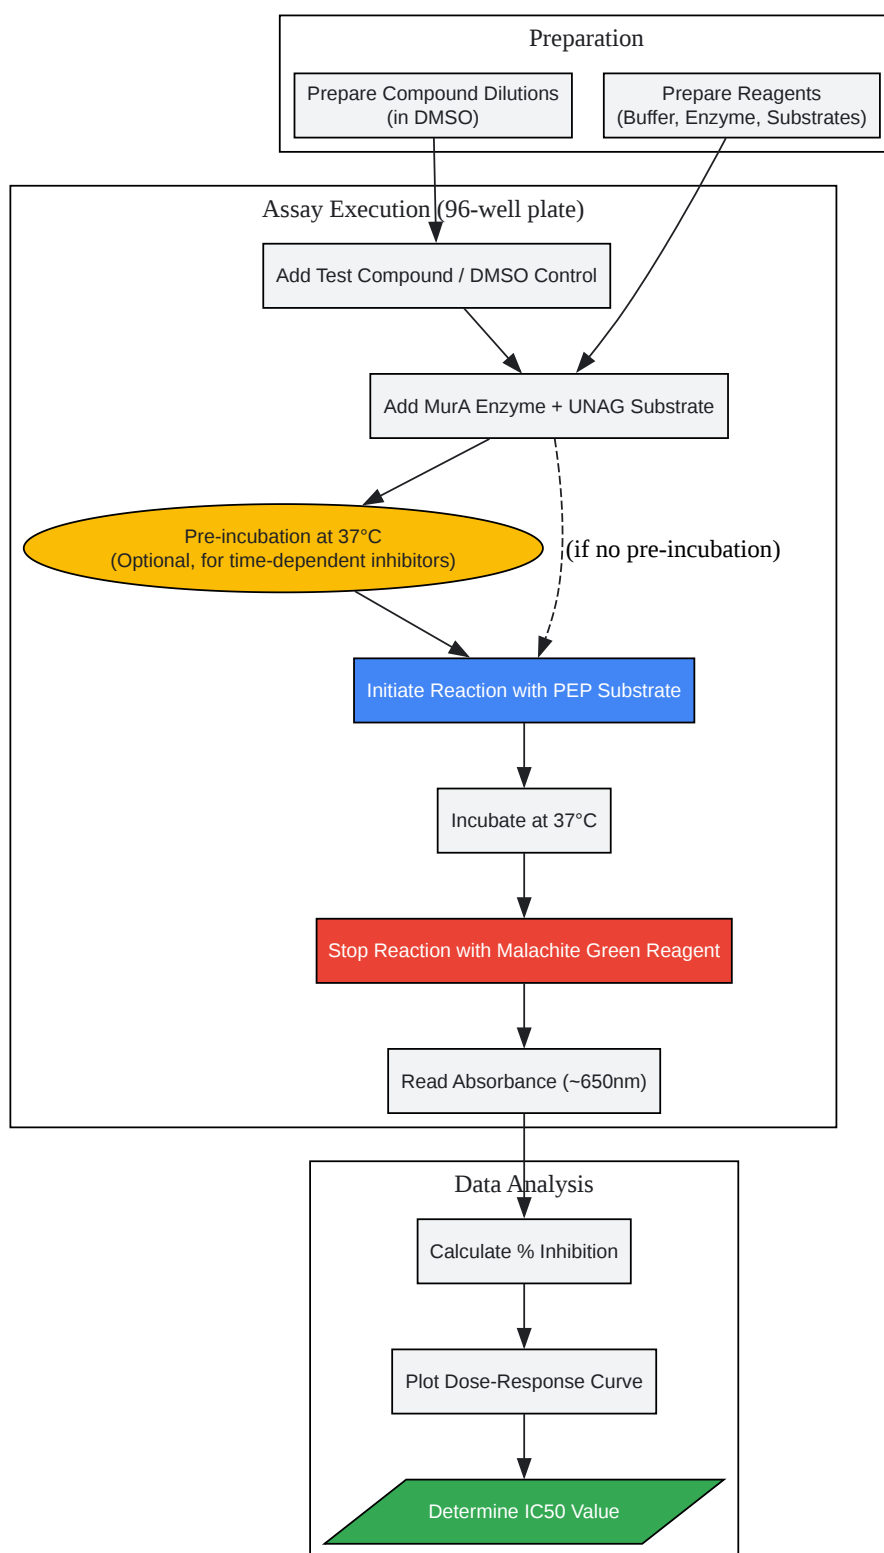 Preparation
Prepare Compound Dilutions
(in DMSO)
Prepare Reagents
(Buffer, Enzyme, Substrates)
Assay Execution (96-well plate)
Add Test Compound / DMSO Control
Add MurA Enzyme + UNAG Substrate
Pre-incubation at 37°C
(Optional, for time-dependent inhibitors)
(if no pre-incubation)
Initiate Reaction with PEP Substrate
Incubate at 37°C
Stop Reaction with Malachite Green Reagent
Read Absorbance (~650nm)
Data Analysis
Calculate % Inhibition
Plot Dose-Response Curve
Determine IC50 Value